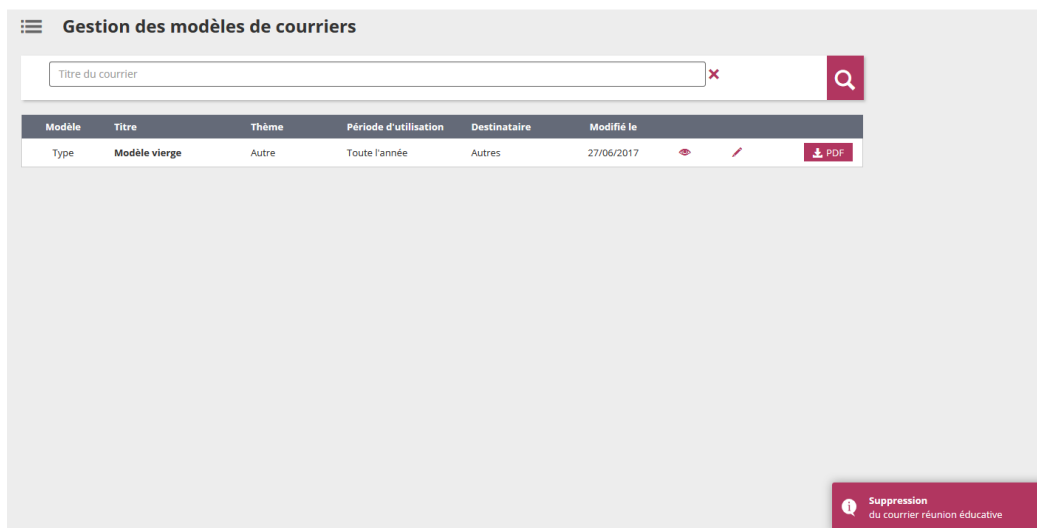 Gestion des modèles de courriers
Titre du courrier
Modèle Titre Thème Période d'utilisation Destinataire Modifié le
Type Modèle vierge Autre Toute l'année Autres 27/06/2017 PDF
Suppression
du courrier réunion éducative